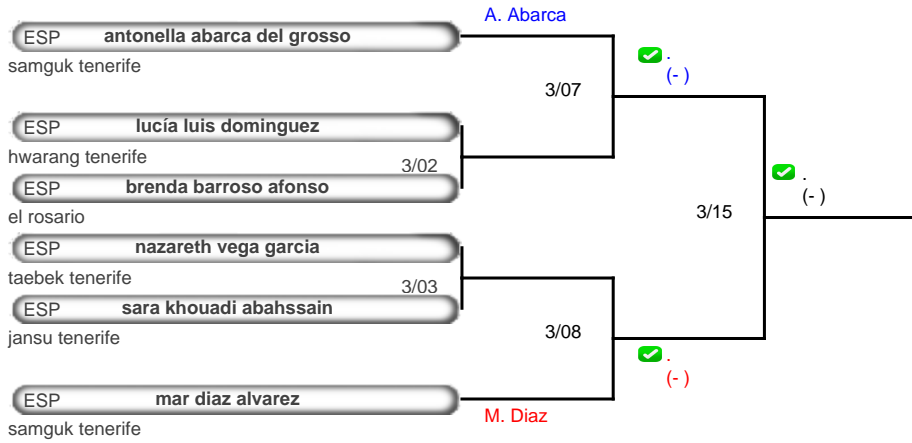 A. Abarca
ESP antonella abarca del grosso
samguk tenerife
.
(- )
3/07
ESP lucía luis dominguez
hwarang tenerife
3/02
ESP brenda barroso afonso
el rosario
.
(- )
3/15
ESP nazareth vega garcia
taebek tenerife
3/03
ESP sara khouadi abahssain
jansu tenerife
3/08
.
(- )
ESP mar diaz alvarez
M. Diaz
samguk tenerife